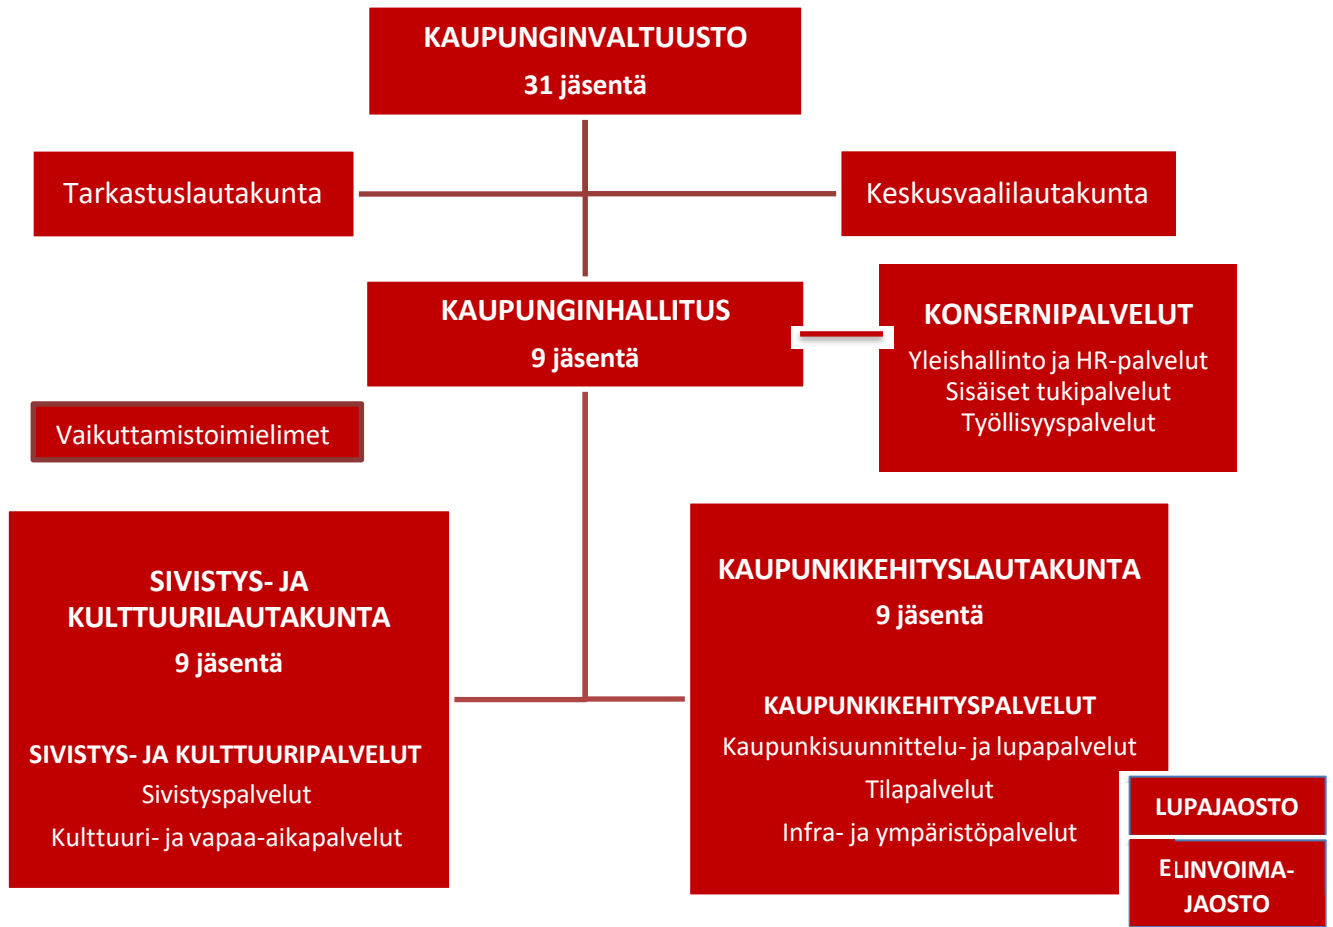 KAUPUNGINVALTUUSTO
31 jäsentä
Tarkastuslautakunta
Keskusvaalilautakunta
KAUPUNGINHALLITUS
9 jäsentä
KONSERNIPALVELUT
Yleishallinto ja HR-palvelut
Sisäiset tukipalvelut
Työllisyyspalvelut
Vaikuttamistoimielimet
SIVISTYS- JA
KULTTUURILAUTAKUNTA
9 jäsentä
SIVISTYS- JA KULTTUURIPALVELUT
Sivistyspalvelut
Kulttuuri- ja vapaa-aikapalvelut
KAUPUNKIKEHITYSLAUTAKUNTA
9 jäsentä
KAUPUNKIKEHITYSPALVELUT
Kaupunkisuunnittelu- ja lupapalvelut
Tilapalvelut
Infra- ja ympäristöpalvelut
LUPAJAOSTO
ELINVOIMA-
JAOSTO